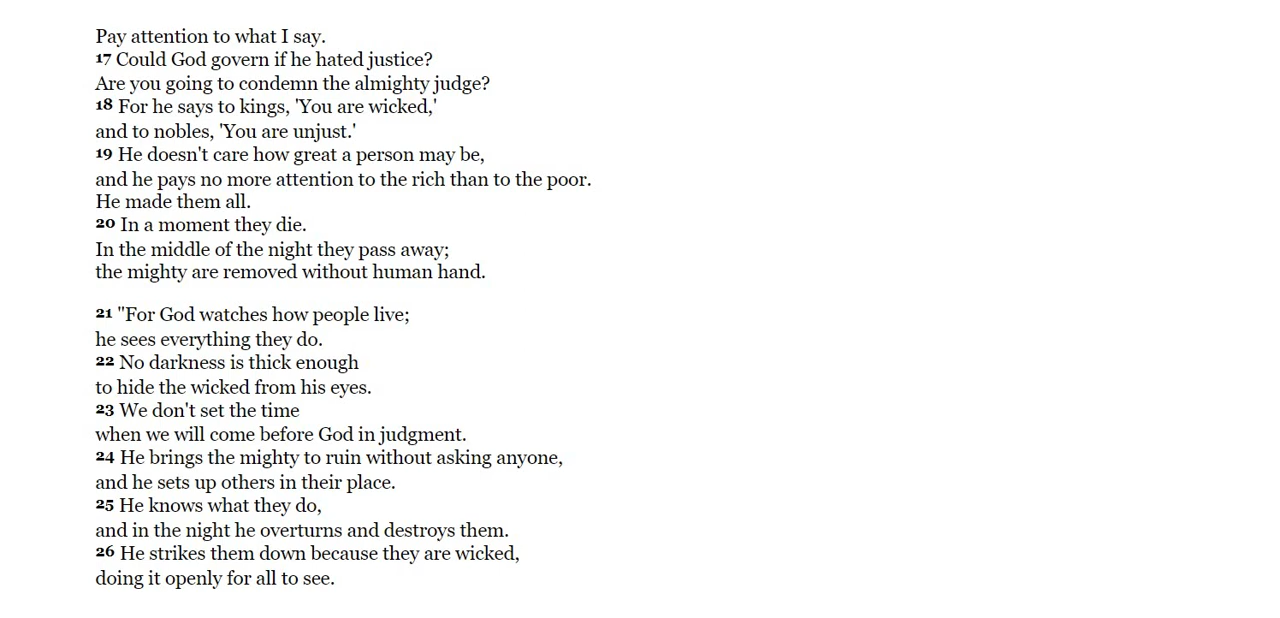 Pay attention to what I say.
17 Could God govern if he hated justice?
Are you going to condemn the almighty judge?
18 For he says to kings, 'You are wicked,'
and to nobles, 'You are unjust.'
19 He doesn't care how great a person may be,
and he pays no more attention to the rich than to the poor.
He made them all.
20 In a moment they die.
In the middle of the night they pass away;
the mighty are removed without human hand.
21 "For God watches how people live;
he sees everything they do.
22 No darkness is thick enough
to hide the wicked from his eyes.
23 We don't set the time
when we will come before God in judgment.
24 He brings the mighty to ruin without asking anyone,
and he sets up others in their place.
25 He knows what they do,
and in the night he overturns and destroys them.
26 He strikes them down because they are wicked,
doing it openly for all to see.